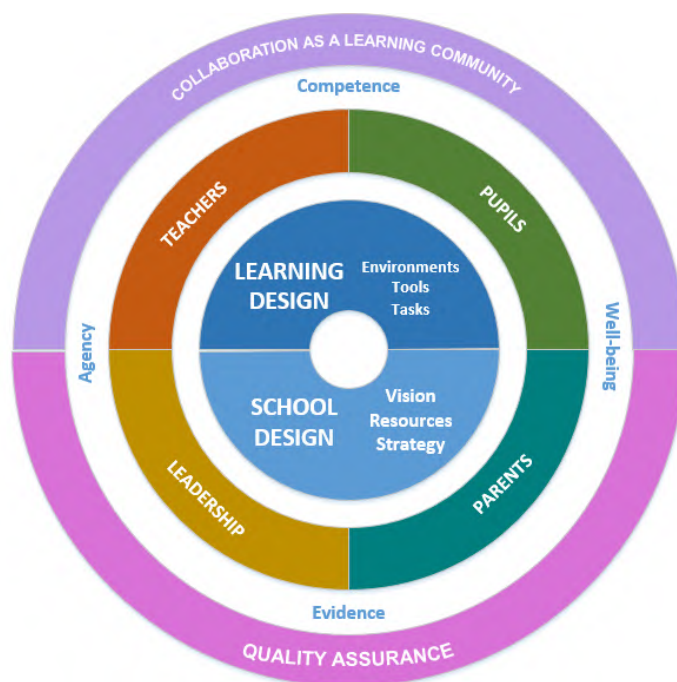 COLLABORATION AS A LEARNING COMMUNITY
Competence
TEACHERS
PUPILS
LEARNING
DESIGN
Environments
Tools
Tasks
Agency
Well-being
SCHOOL
DESIGN
Vision
Resources
Strategy
LEADERSHIP
PARENTS
Evidence
QUALITY ASSURANCE